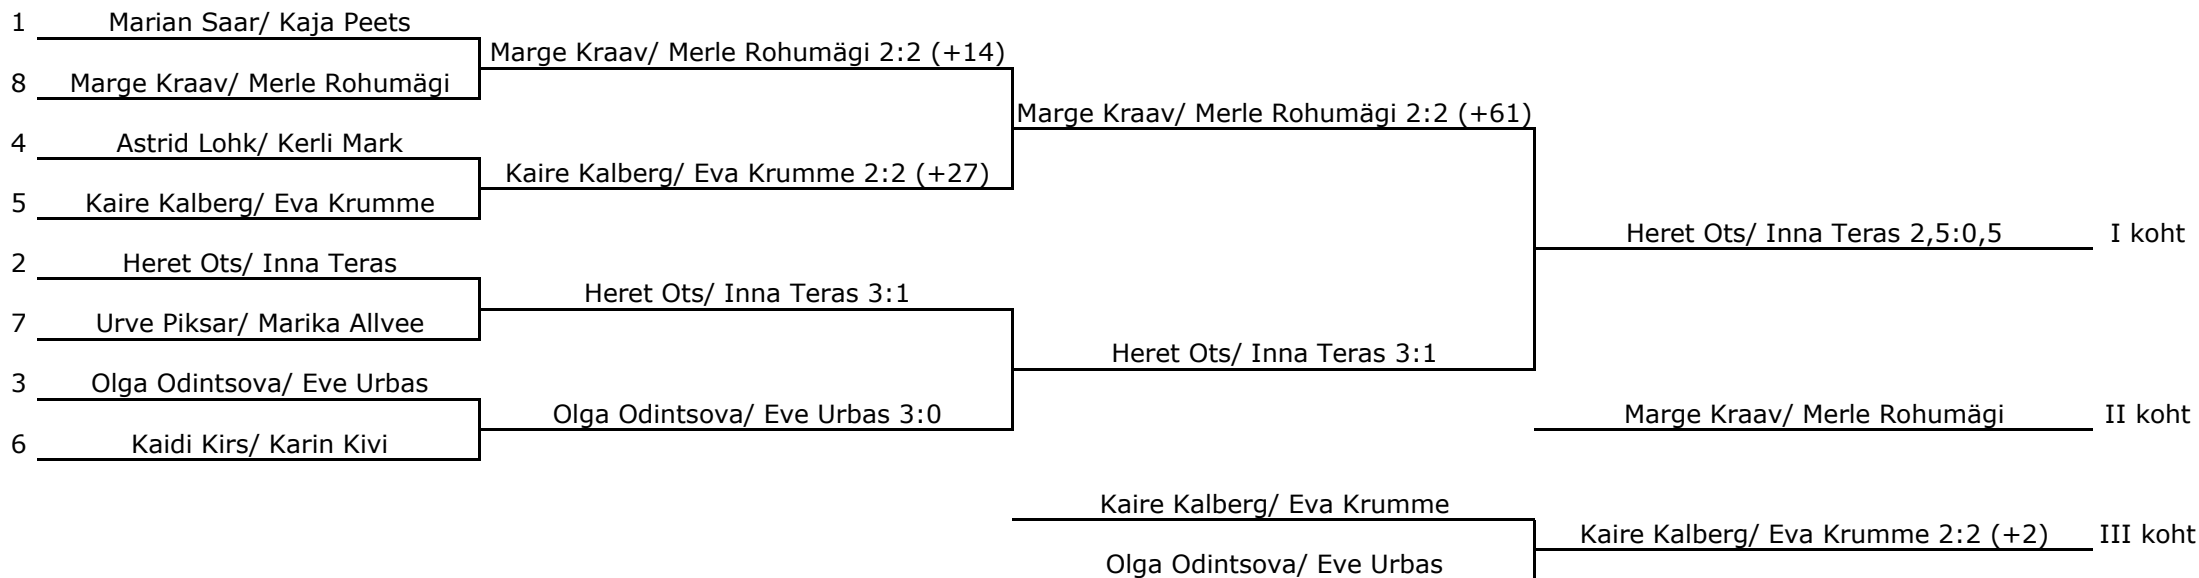 1 Marian Saar/ Kaja Peets
Marge Kraav/ Merle Rohumägi 2:2 (+14)
8 Marge Kraav/ Merle Rohumägi
Marge Kraav/ Merle Rohumägi 2:2 (+61)
4 Astrid Lohk/ Kerli Mark
Kaire Kalberg/ Eva Krumme 2:2 (+27)
5 Kaire Kalberg/ Eva Krumme
Heret Ots/ Inna Teras 2,5:0,5 I koht
2 Heret Ots/ Inna Teras
Heret Ots/ Inna Teras 3:1
7 Urve Piksar/ Marika Allvee
Heret Ots/ Inna Teras 3:1
3 Olga Odintsova/ Eve Urbas
Olga Odintsova/ Eve Urbas 3:0
Marge Kraav/ Merle Rohumägi II koht
6 Kaidi Kirs/ Karin Kivi
Kaire Kalberg/ Eva Krumme
Kaire Kalberg/ Eva Krumme 2:2 (+2) III koht
Olga Odintsova/ Eve Urbas